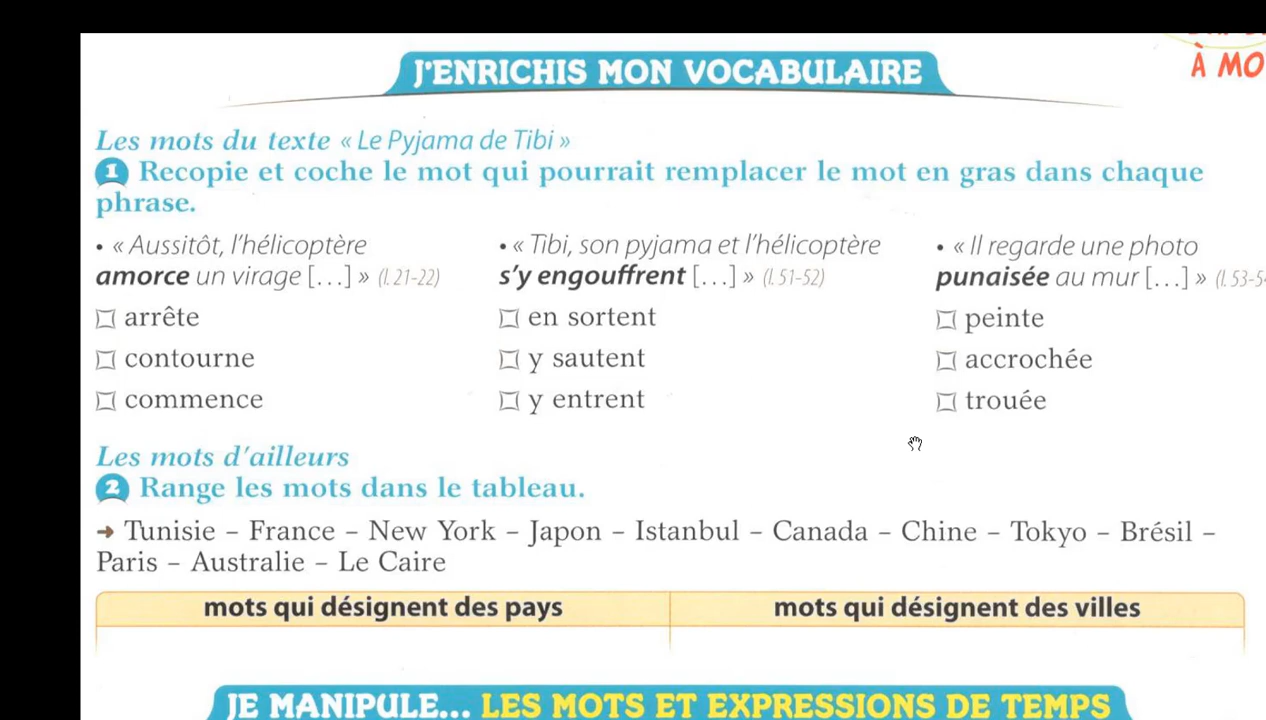 À MO
J'ENRICHIS MON VOCABULAIRE
Les mots du texte « Le Pyjama de Tibi »
1 Recopie et coche le mot qui pourrait remplacer le mot en gras dans chaque
phrase.
• « Aussitôt, l'hélicoptère
amorce un virage […] » (l. 21-22)
arrête
contourne
commence
• « Tibi, son pyjama et l'hélicoptère
s'y engouffrent […] » (l. 51-52)
en sortent
y sautent
y entrent
• « Il regarde une photo
punaisée au mur […] » (l. 53-5
peinte
accrochée
trouée
Les mots d'ailleurs
2 Range les mots dans le tableau.
➜ Tunisie – France – New York – Japon – Istanbul – Canada – Chine – Tokyo – Brésil –
Paris – Australie – Le Caire
mots qui désignent des pays
mots qui désignent des villes
JE MANIPULE... LES MOTS ET EXPRESSIONS DE TEMPS